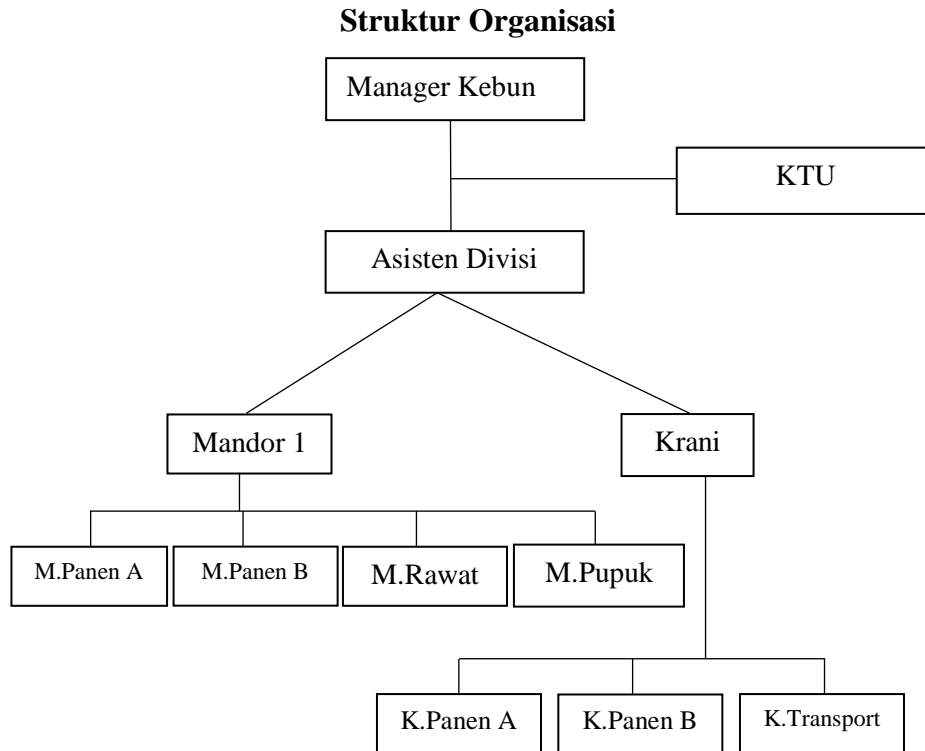 Struktur Organisasi
Manager Kebun
KTU
Asisten Divisi
Mandor 1
Krani
M.Panen A
M.Panen B
M.Rawat
M.Pupuk
K.Panen A
K.Panen B
K.Transport